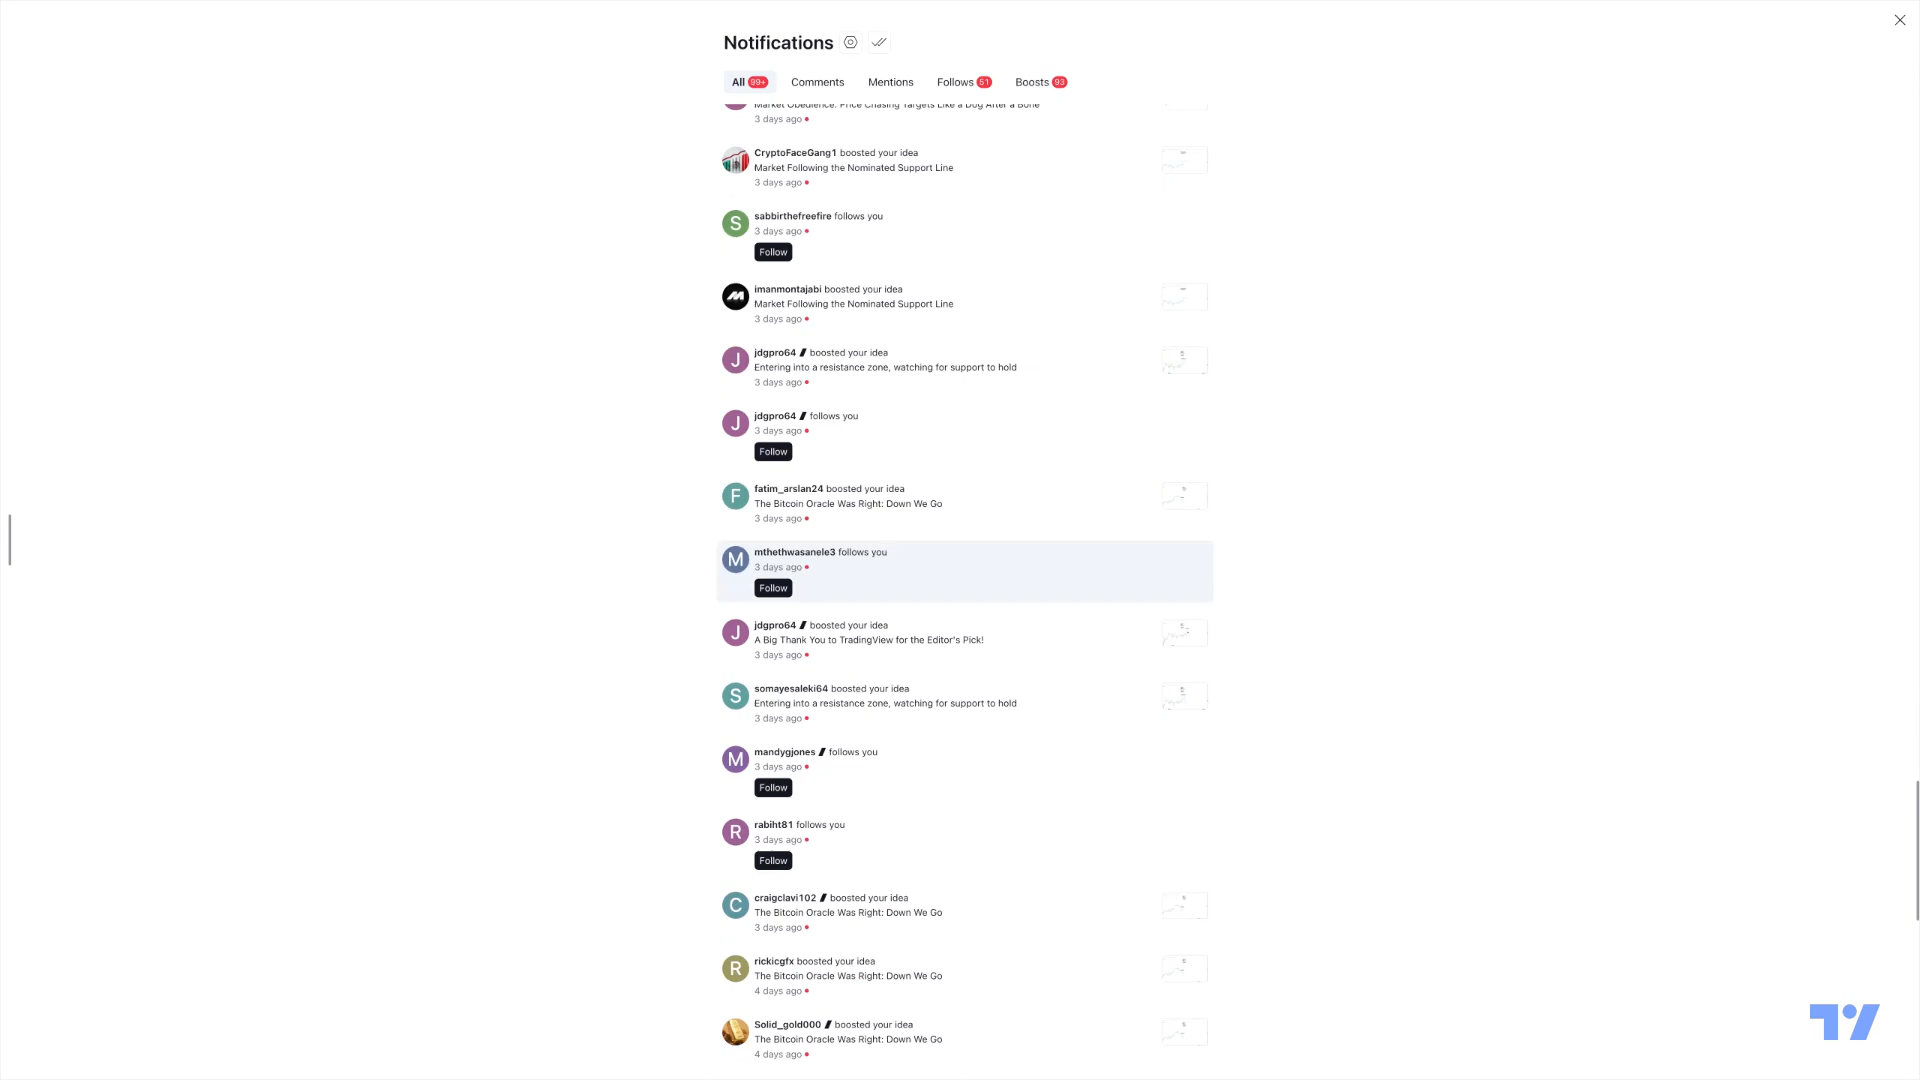 Notifications
All 99+ Comments Mentions Follows 51 Boosts 93
Market Obedience: Price Chasing Targets Like a Dog After a Bone
3 days ago
CryptoFaceGang1 boosted your idea
Market Following the Nominated Support Line
3 days ago
S sabbirthefreefire follows you
3 days ago
Follow
imanmontajabi boosted your idea
Market Following the Nominated Support Line
3 days ago
J jdgpro64 boosted your idea
Entering into a resistance zone, watching for support to hold
3 days ago
J jdgpro64 follows you
3 days ago
Follow
F fatim_arslan24 boosted your idea
The Bitcoin Oracle Was Right: Down We Go
3 days ago
M mthethwasanele3 follows you
3 days ago
Follow
J jdgpro64 boosted your idea
A Big Thank You to TradingView for the Editor's Pick!
3 days ago
S somayesaleki64 boosted your idea
Entering into a resistance zone, watching for support to hold
3 days ago
M mandygjones follows you
3 days ago
Follow
R rabiht81 follows you
3 days ago
Follow
C craigclavi102 boosted your idea
The Bitcoin Oracle Was Right: Down We Go
3 days ago
R rickicgfx boosted your idea
The Bitcoin Oracle Was Right: Down We Go
4 days ago
Solid_gold000 boosted your idea
The Bitcoin Oracle Was Right: Down We Go
4 days ago